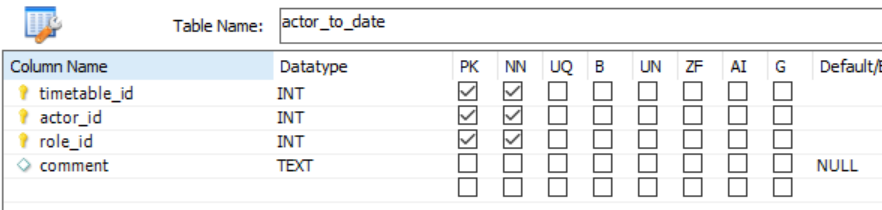 Table Name: actor_to_date
Column Name Datatype PK NN UQ B UN ZF AI G Default/E
timetable_id INT
actor_id INT
role_id INT
comment TEXT NULL